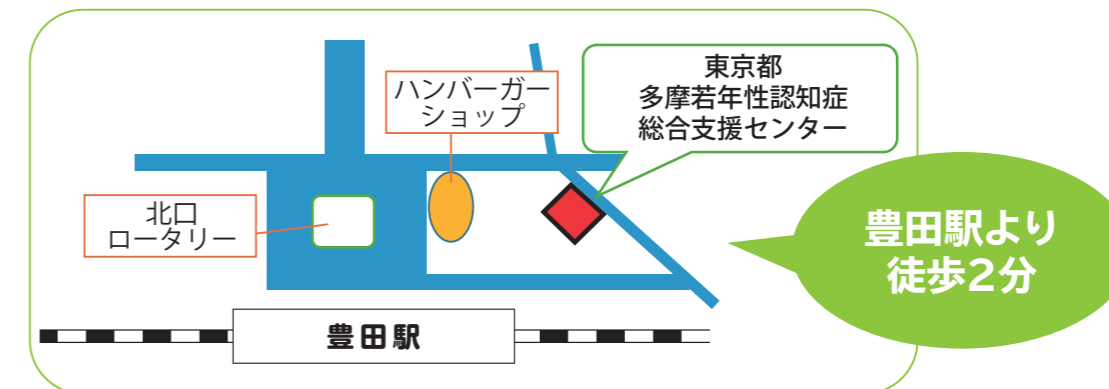 東京都
多摩若年性認知症
総合支援センター
ハンバーガー
ショップ
北口
ロータリー
豊田駅より
徒歩2分
豊田駅